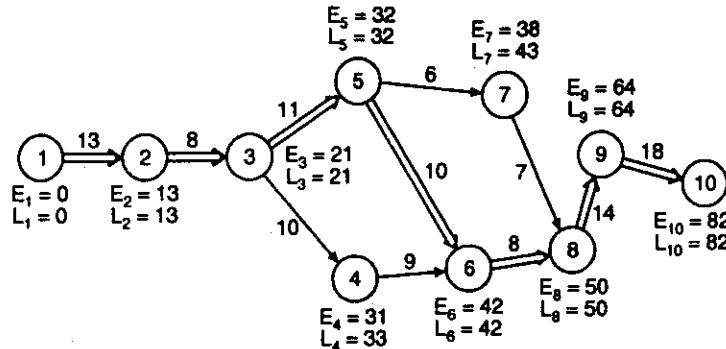 E₅ = 32
L₅ = 32
E₇ = 38
L₇ = 43
5
6
7
E₉ = 64
L₉ = 64
11
13
8
1
2
3
E₃ = 21
L₃ = 21
10
7
9
18
10
E₁ = 0
L₁ = 0
E₂ = 13
L₂ = 13
10
14
E₁₀ = 82
L₁₀ = 82
4
9
6
8
8
E₄ = 31
L₄ = 33
E₆ = 42
L₆ = 42
E₈ = 50
L₈ = 50